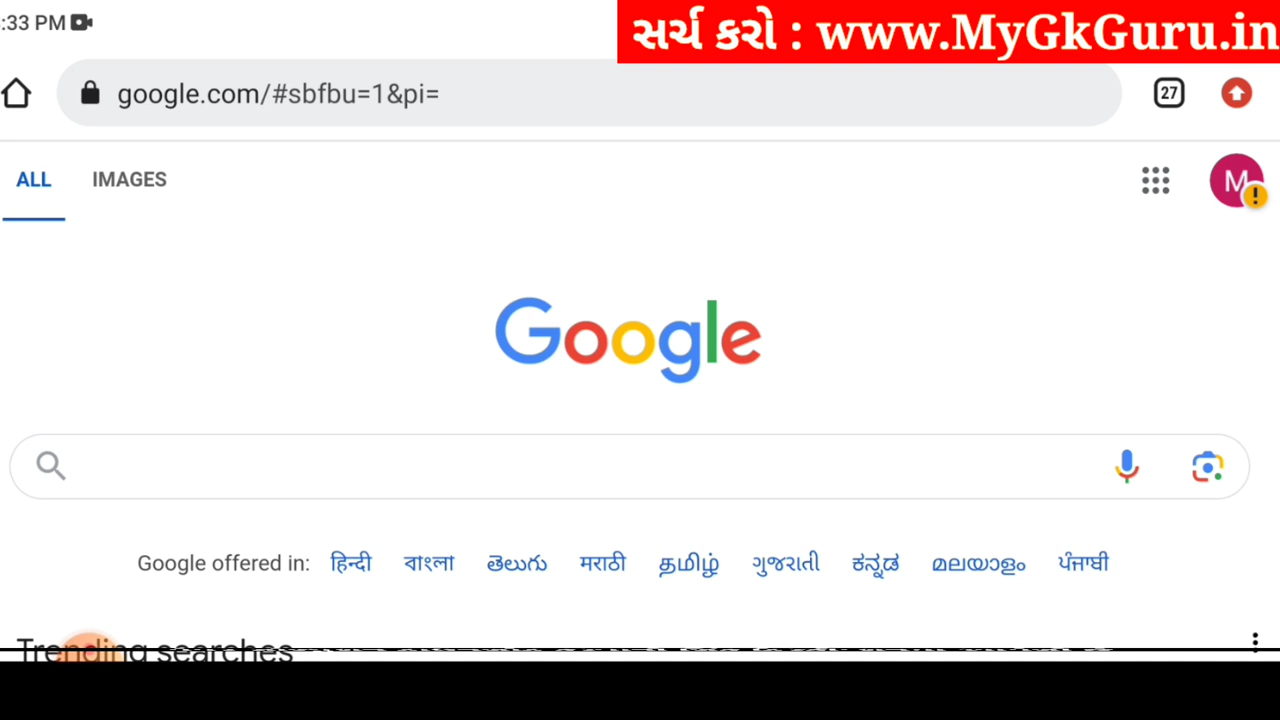 :33 PM
સર્ચ કરો : www.MyGkGuru.in
google.com/#sbfbu=1&pi=
27
ALL IMAGES
M
!
Google
Google offered in: हिन्दी বাংলা తెలుగు मराठी தமிழ் ગુજરાતી ಕನ್ನಡ മലയാളം ਪੰਜਾਬੀ
Trending searches